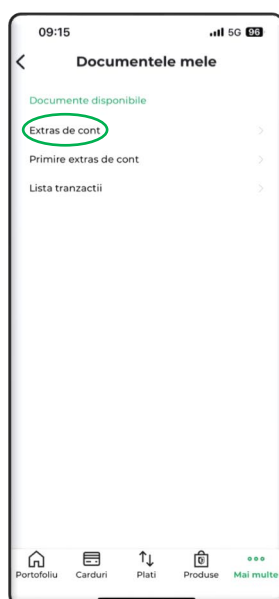 09:15
5G 96
Documentele mele
Documente disponibile
Extras de cont
Primire extras de cont
Lista tranzactii
Portofoliu Carduri Plati Produse Mai multe